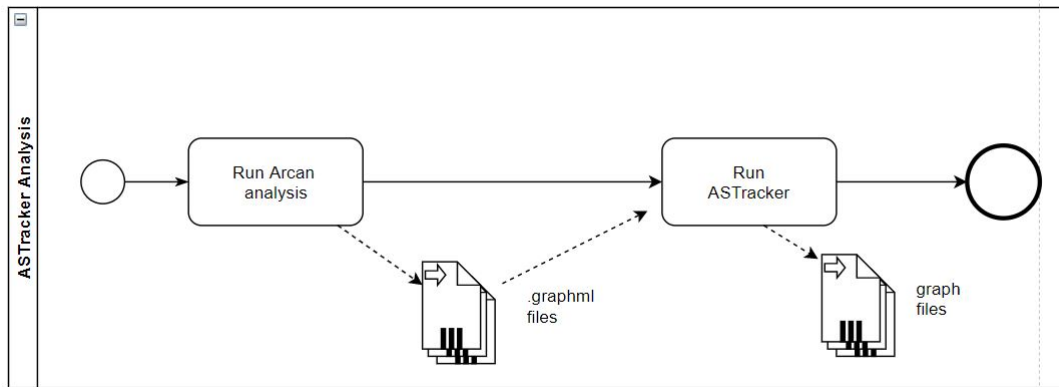 ASTracker Analysis
Run Arcan
analysis
Run
ASTracker
.graphml
files
graph
files